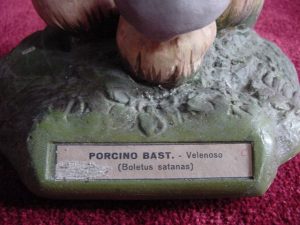 PORCINO BAST. - Velenoso
(Boletus satanas)